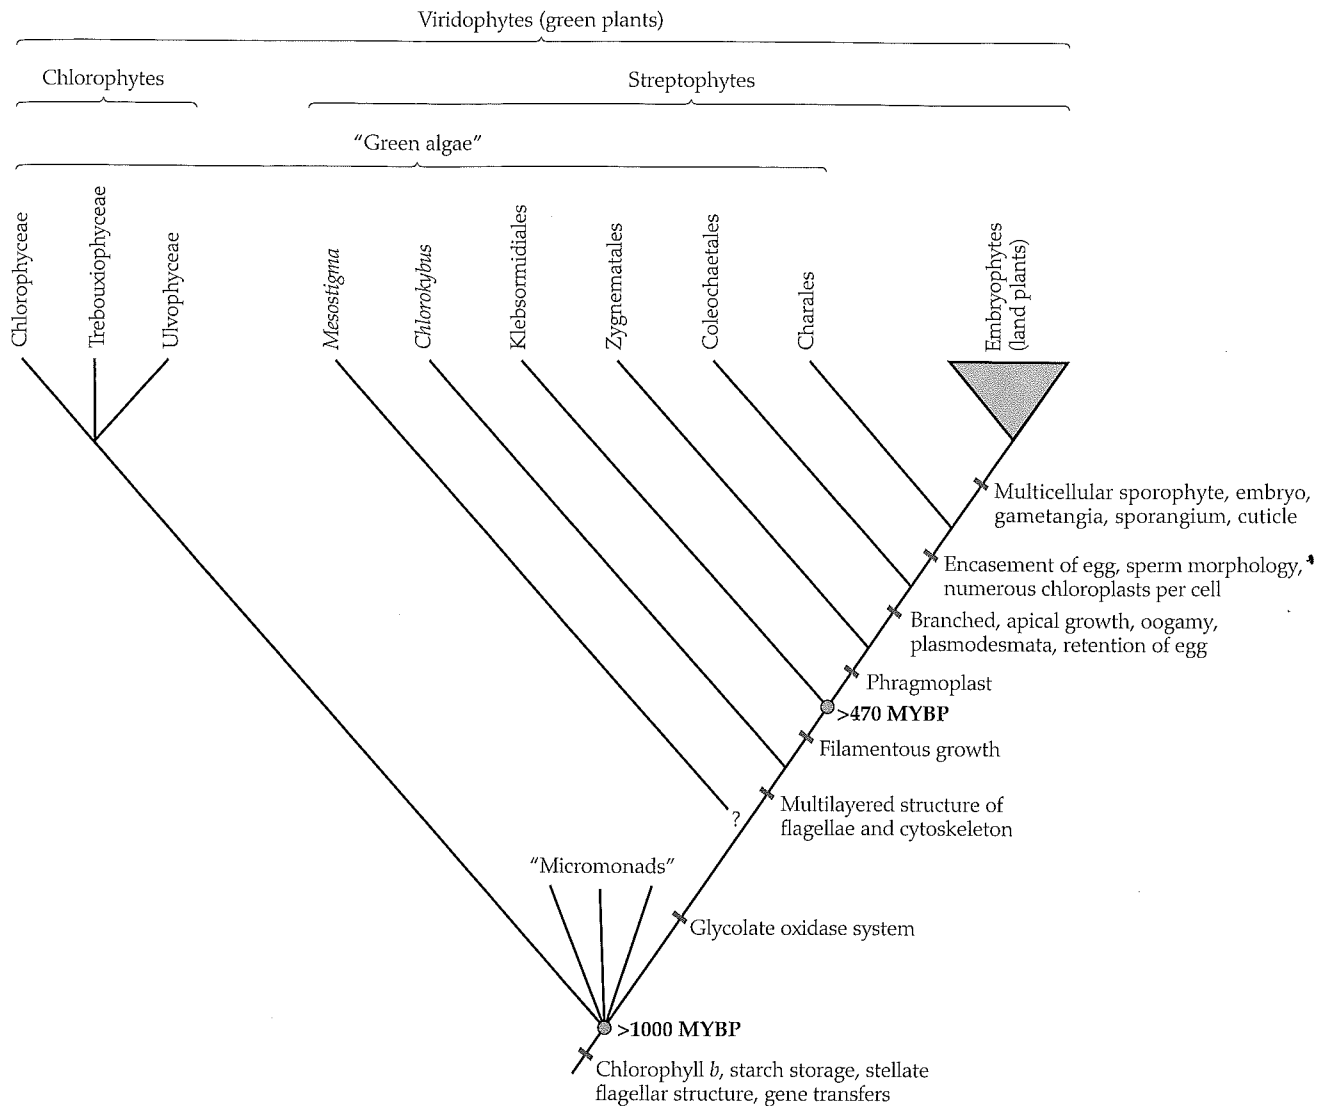 Viridophytes (green plants)
Chlorophytes
Streptophytes
"Green algae"
Chlorophyceae
Trebouxiophyceae
Ulvophyceae
Mesostigma
Chlorokybus
Klebsormidiales
Zygnematales
Coleochaetales
Charales
Embryophytes
(land plants)
Multicellular sporophyte, embryo,
gametangia, sporangium, cuticle
Encasement of egg, sperm morphology,
numerous chloroplasts per cell
Branched, apical growth, oogamy,
plasmodesmata, retention of egg
Phragmoplast
>470 MYBP
Filamentous growth
Multilayered structure of
flagellae and cytoskeleton
?
"Micromonads"
Glycolate oxidase system
>1000 MYBP
Chlorophyll b, starch storage, stellate
flagellar structure, gene transfers